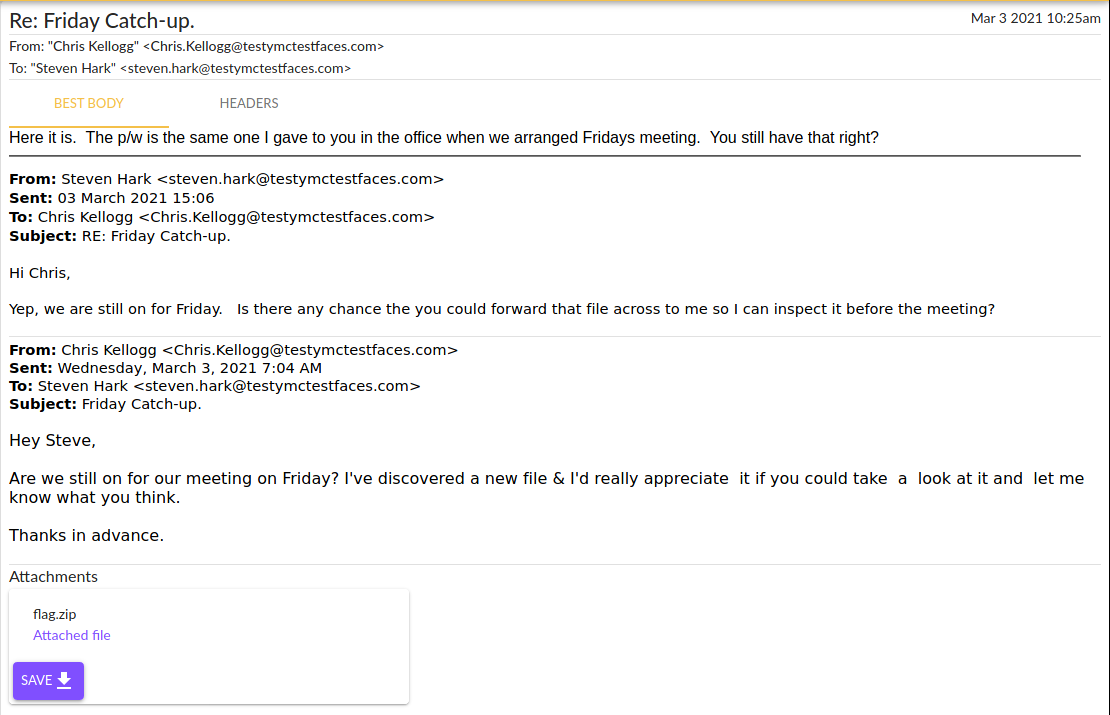 Re: Friday Catch-up.
Mar 3 2021 10:25am
From: "Chris Kellogg" <Chris.Kellogg@testymctestfaces.com>
To: "Steven Hark" <steven.hark@testymctestfaces.com>
BEST BODY HEADERS
Here it is.  The p/w is the same one I gave to you in the office when we arranged Fridays meeting.  You still have that right?
From: Steven Hark <steven.hark@testymctestfaces.com>
Sent: 03 March 2021 15:06
To: Chris Kellogg <Chris.Kellogg@testymctestfaces.com>
Subject: RE: Friday Catch-up.
Hi Chris,
Yep, we are still on for Friday.   Is there any chance the you could forward that file across to me so I can inspect it before the meeting?
From: Chris Kellogg <Chris.Kellogg@testymctestfaces.com>
Sent: Wednesday, March 3, 2021 7:04 AM
To: Steven Hark <steven.hark@testymctestfaces.com>
Subject: Friday Catch-up.
Hey Steve,
Are we still on for our meeting on Friday? I've discovered a new file & I'd really appreciate  it if you could take  a  look at it and  let me
know what you think.
Thanks in advance.
Attachments
flag.zip
Attached file
SAVE